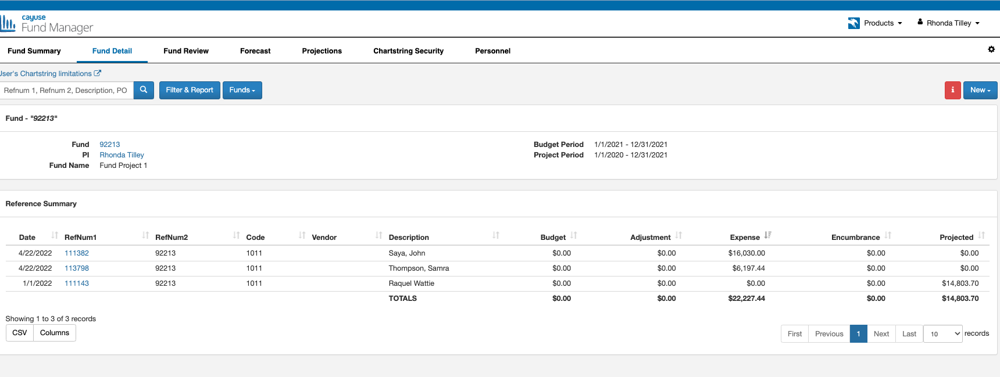 cayuse
Fund Manager
Products
Rhonda Tilley
Fund Summary Fund Detail Fund Review Forecast Projections Chartstring Security Personnel
User's Chartstring limitations
Refnum 1, Refnum 2, Description, PO
Filter & Report Funds
i New
Fund - "92213"
Fund 92213 Budget Period 1/1/2021 - 12/31/2021
PI Rhonda Tilley Project Period 1/1/2020 - 12/31/2021
Fund Name Fund Project 1
Reference Summary
Date RefNum1 RefNum2 Code Vendor Description Budget Adjustment Expense Encumbrance Projected
4/22/2022 111382 92213 1011 Saya, John $0.00 $0.00 $16,030.00 $0.00 $0.00
4/22/2022 113798 92213 1011 Thompson, Samra $0.00 $0.00 $6,197.44 $0.00 $0.00
1/1/2022 111143 92213 1011 Raquel Wattie $0.00 $0.00 $0.00 $0.00 $14,803.70
TOTALS $0.00 $0.00 $22,227.44 $0.00 $14,803.70
Showing 1 to 3 of 3 records
CSV Columns
First Previous 1 Next Last 10 records